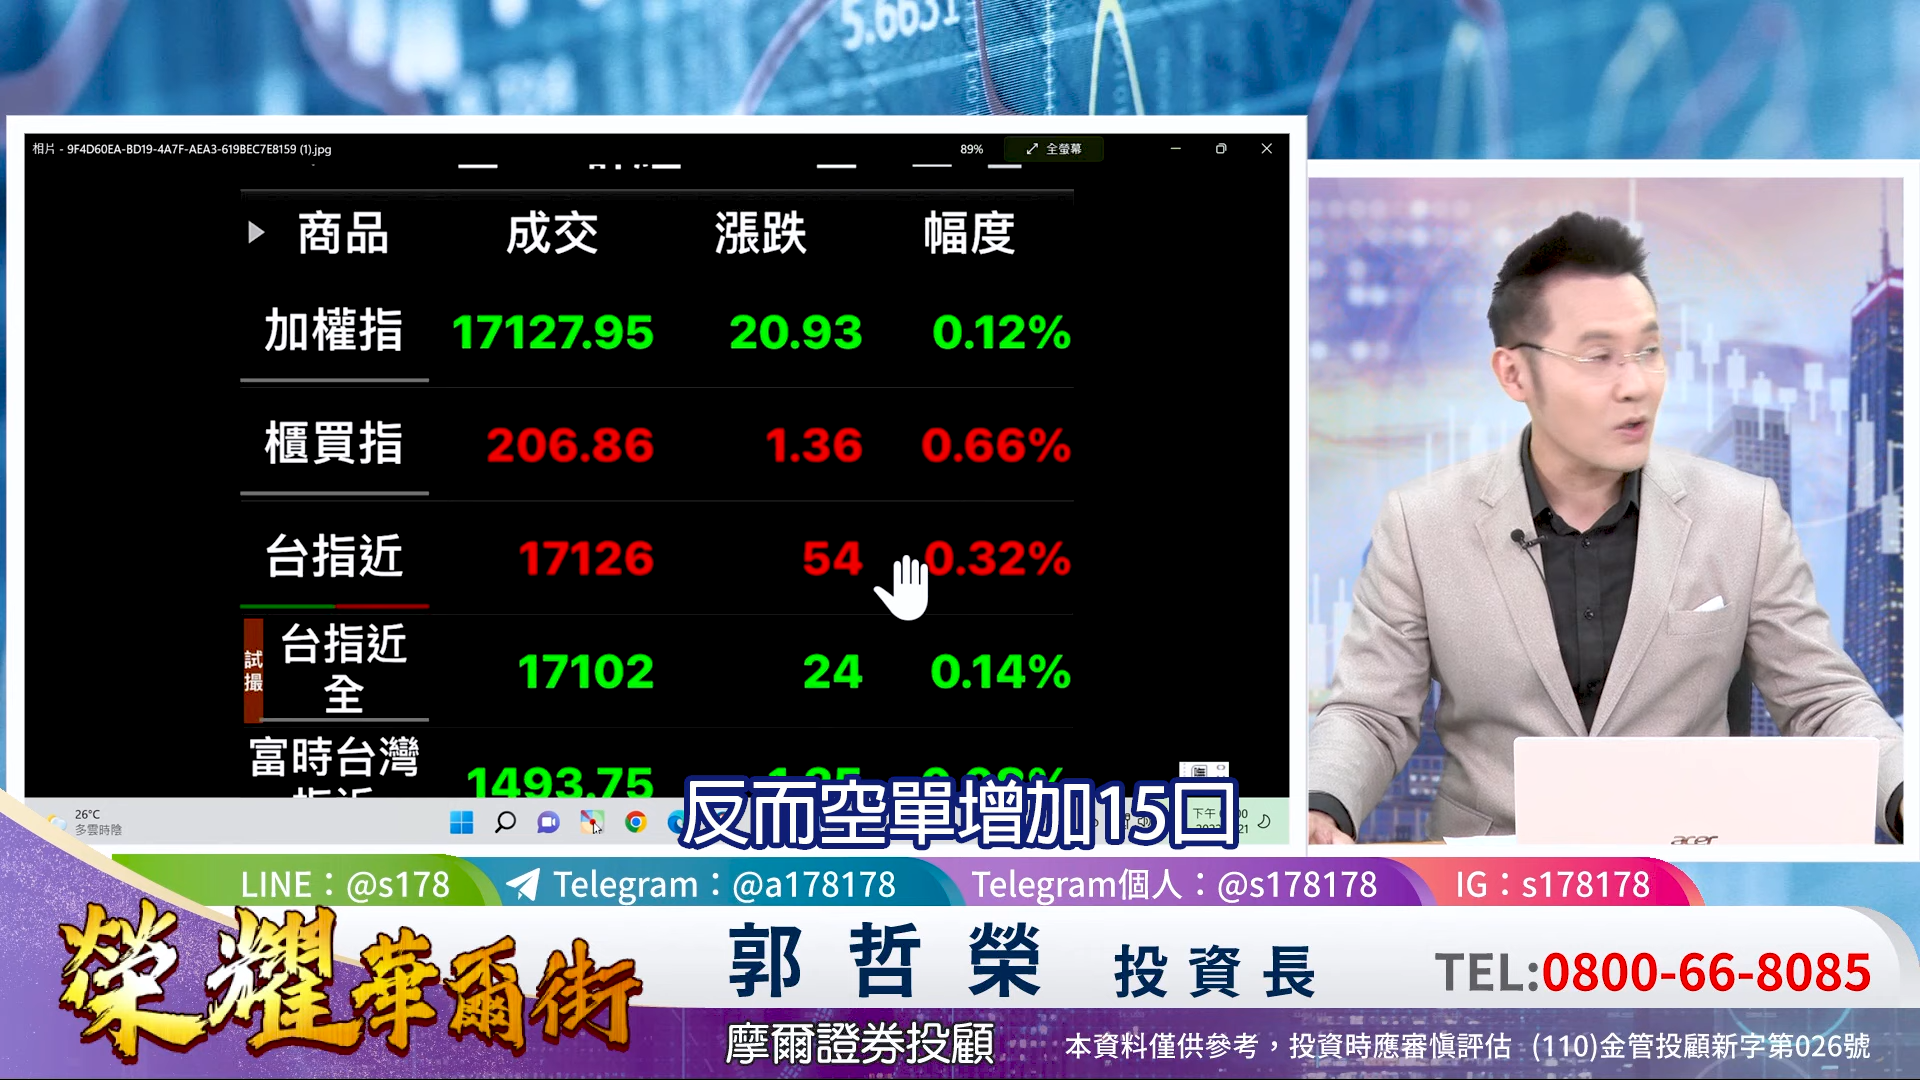 5.6631
相片 - 9F4D60EA-BD19-4A7F-AEA3-619BEC7E8159 (1).jpg
89%
全螢幕
商品 成交 漲跌 幅度
加權指 17127.95 20.93 0.12%
櫃買指 206.86 1.36 0.66%
台指近 17126 54 0.32%
試撮 台指近全 17102 24 0.14%
富時台灣 1493.75
26°C
多雲時陰
下午
反而空單增加15口
acer
LINE：@s178
Telegram：@a178178
Telegram個人：@s178178
IG：s178178
榮耀華爾街
郭哲榮 投資長
TEL:0800-66-8085
摩爾證券投顧
本資料僅供參考，投資時應審慎評估 (110)金管投顧新字第026號